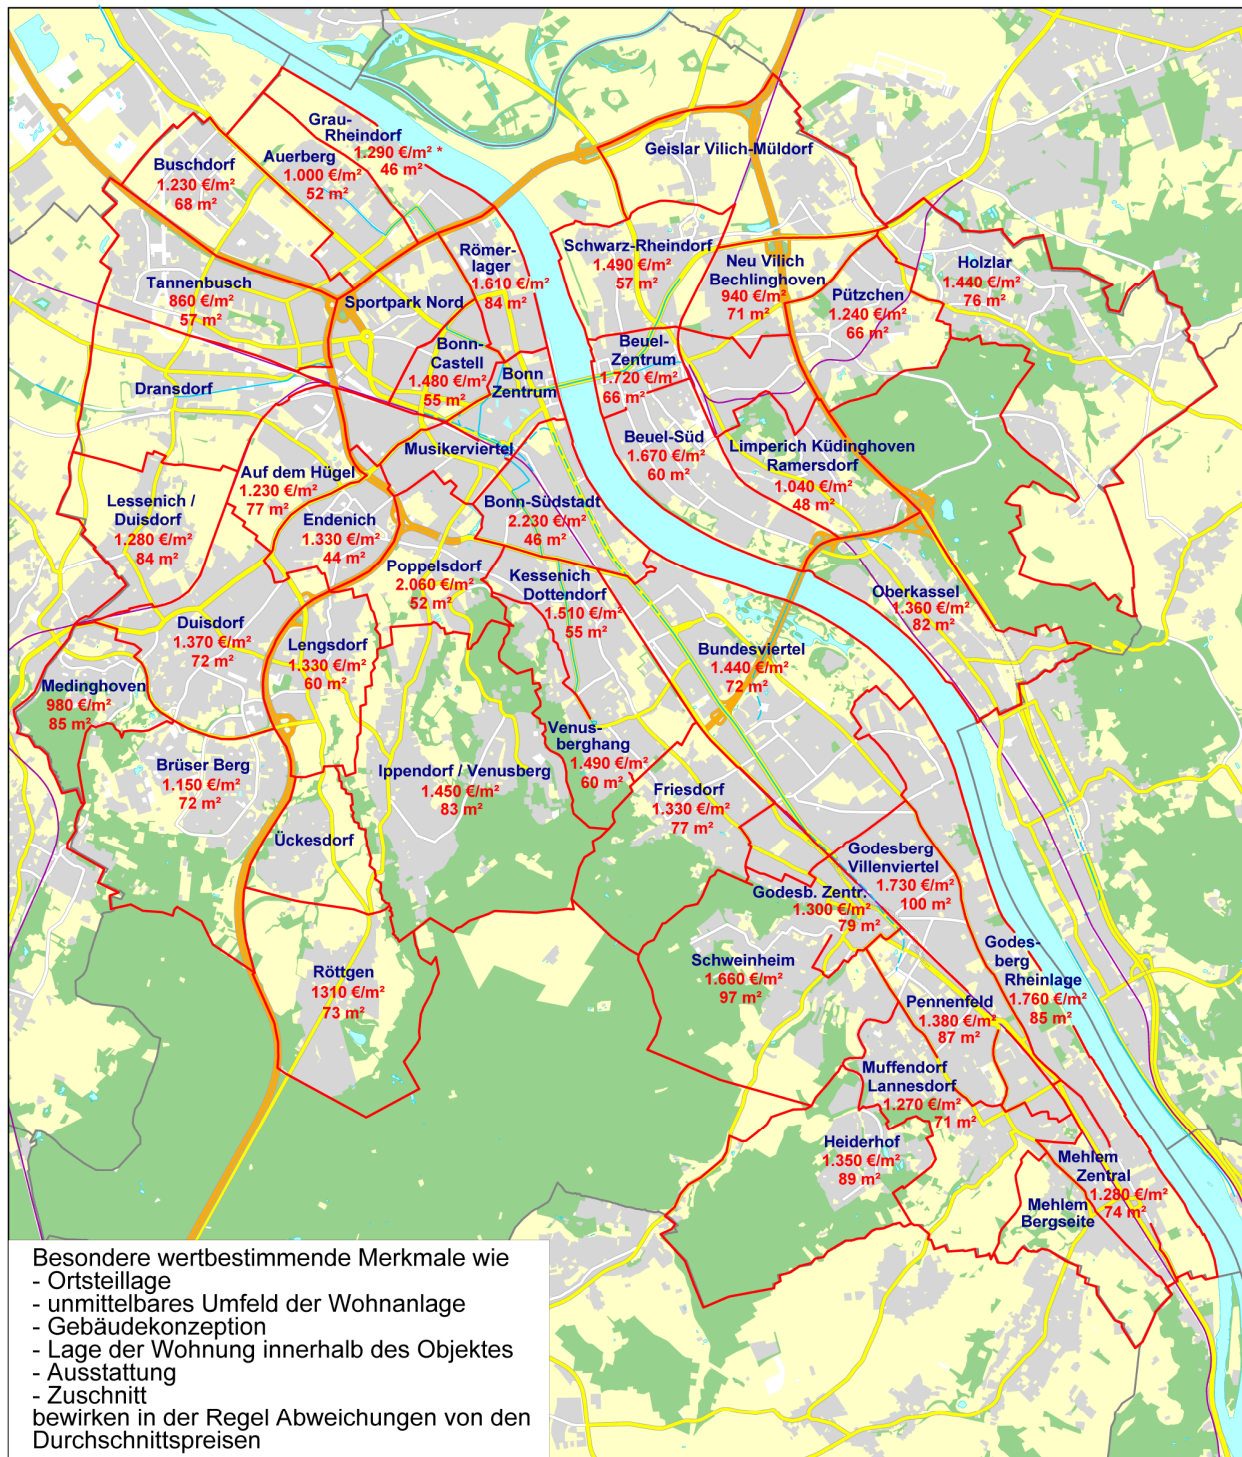 Grau-
Rheindorf
1.290 €/m² *
46 m²
Auerberg
1.000 €/m²
52 m²
Buschdorf
1.230 €/m²
68 m²
Geislar Vilich-Müldorf
Römer-
lager
1.610 €/m²
84 m²
Schwarz-Rheindorf
1.490 €/m²
57 m²
Neu Vilich
Bechlinghoven
940 €/m²
71 m²
Holzlar
1.440 €/m²
76 m²
Pützchen
1.240 €/m²
66 m²
Tannenbusch
860 €/m²
57 m²
Sportpark Nord
Bonn-
Castell
1.480 €/m²
55 m²
Bonn
Zentrum
Beuel-
Zentrum
1.720 €/m²
66 m²
Dransdorf
Musikerviertel
Beuel-Süd
1.670 €/m²
60 m²
Limperich Küdinghoven
Ramersdorf
1.040 €/m²
48 m²
Auf dem Hügel
1.230 €/m²
77 m²
Lessenich /
Duisdorf
1.280 €/m²
84 m²
Endenich
1.330 €/m²
44 m²
Bonn-Südstadt
2.230 €/m²
46 m²
Poppelsdorf
2.060 €/m²
52 m²
Kessenich
Dottendorf
1.510 €/m²
55 m²
Oberkassel
1.360 €/m²
82 m²
Duisdorf
1.370 €/m²
72 m²
Lengsdorf
1.330 €/m²
60 m²
Bundesviertel
1.440 €/m²
72 m²
Medinghoven
980 €/m²
85 m²
Venus-
berghang
1.490 €/m²
60 m²
Brüser Berg
1.150 €/m²
72 m²
Ippendorf / Venusberg
1.450 €/m²
83 m²
Friesdorf
1.330 €/m²
77 m²
Ückesdorf
Godesberg
Villenviertel
1.730 €/m²
100 m²
Godesb. Zentr.
1.300 €/m²
79 m²
Godes-
berg
Rheinlage
1.760 €/m²
85 m²
Schweinheim
1.660 €/m²
97 m²
Röttgen
1310 €/m²
73 m²
Pennenfeld
1.380 €/m²
87 m²
Muffendorf
Lannesdorf
1.270 €/m²
71 m²
Heiderhof
1.350 €/m²
89 m²
Mehlem
Zentral
1.280 €/m²
74 m²
Mehlem
Bergseite
Besondere wertbestimmende Merkmale wie
- Ortsteillage
- unmittelbares Umfeld der Wohnanlage
- Gebäudekonzeption
- Lage der Wohnung innerhalb des Objektes
- Ausstattung
- Zuschnitt
bewirken in der Regel Abweichungen von den
Durchschnittspreisen